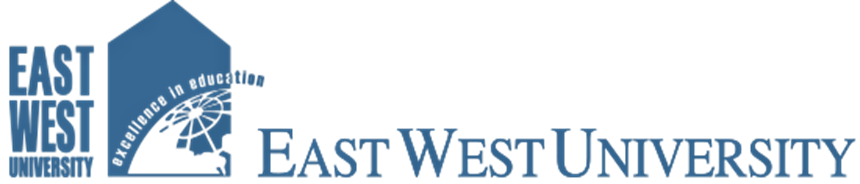 EAST
WEST
UNIVERSITY
excellence in education
EAST WEST UNIVERSITY